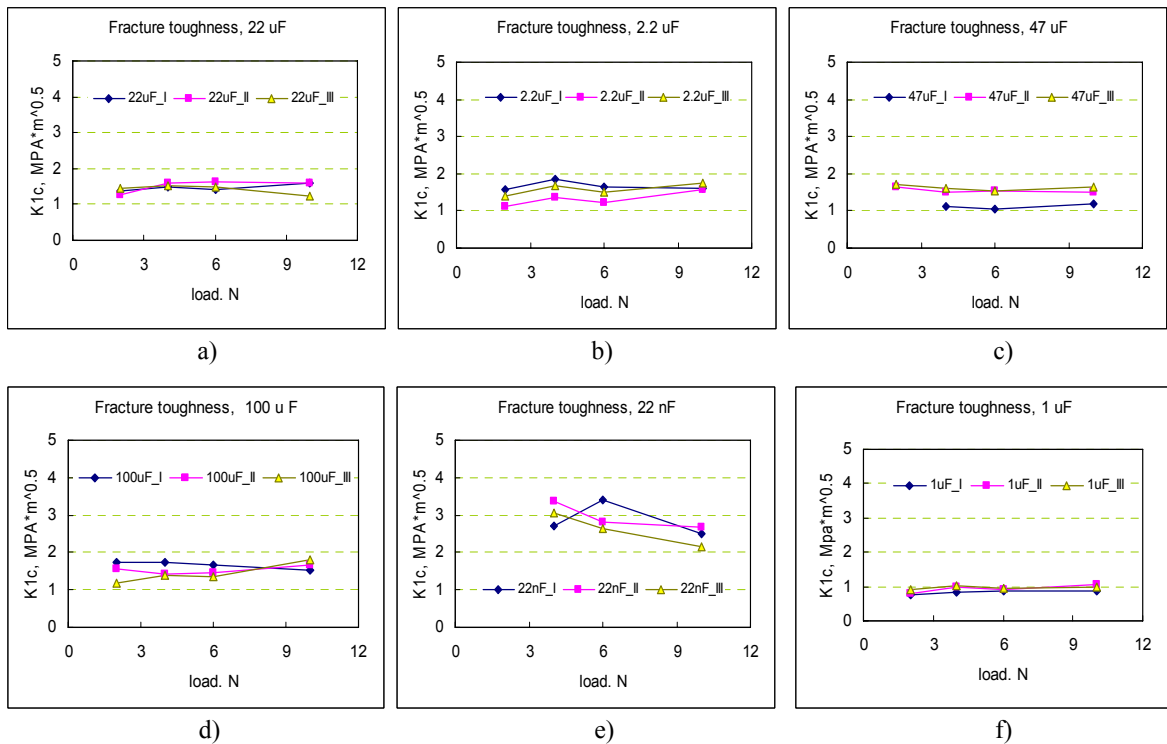 Fracture toughness, 22 uF
K1c, MPA*m^0.5
5
4
3
2
1
0
22uF_I 22uF_II 22uF_III
0 3 6 9 12
load. N
a)
Fracture toughness, 2.2 uF
K1c, MPA*m^0.5
5
4
3
2
1
0
2.2uF_I 2.2uF_II 2.2uF_III
0 3 6 9 12
load. N
b)
Fracture toughness, 47 uF
K1c, MPA*m^0.5
5
4
3
2
1
0
47uF_I 47uF_II 47uF_III
0 3 6 9 12
load. N
c)
Fracture toughness, 100 u F
K1c, MPA*m^0.5
5
4
3
2
1
0
100uF_I 100uF_II 100uF_III
0 3 6 9 12
load. N
d)
Fracture toughness, 22 nF
K1c, MPA*m^0.5
5
4
3
2
1
0
22nF_I 22nF_II 22nF_III
0 3 6 9 12
load. N
e)
Fracture toughness, 1 uF
K1c, Mpa*m^0.5
5
4
3
2
1
0
1uF_I 1uF_II 1uF_III
0 3 6 9 12
load. N
f)